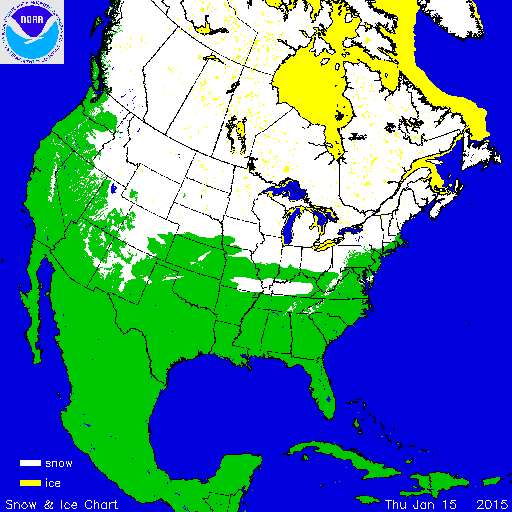 NOAA
snow
ice
Snow & Ice Chart
Thu Jan 15 2015